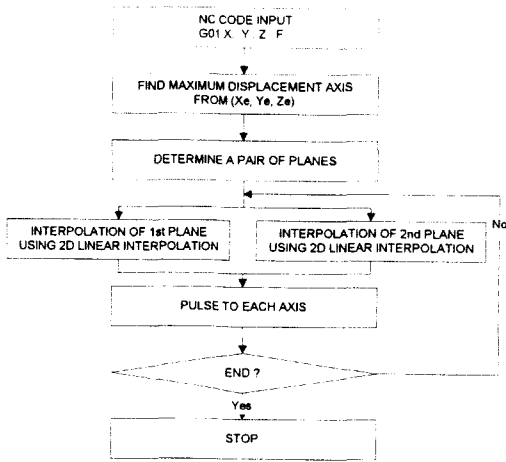 NC CODE INPUT
G01 X. Y. Z. F
FIND MAXIMUM DISPLACEMENT AXIS
FROM (Xe, Ye, Ze)
DETERMINE A PAIR OF PLANES
No
INTERPOLATION OF 1st PLANE
USING 2D LINEAR INTERPOLATION
INTERPOLATION OF 2nd PLANE
USING 2D LINEAR INTERPOLATION
PULSE TO EACH AXIS
END ?
Yes
STOP